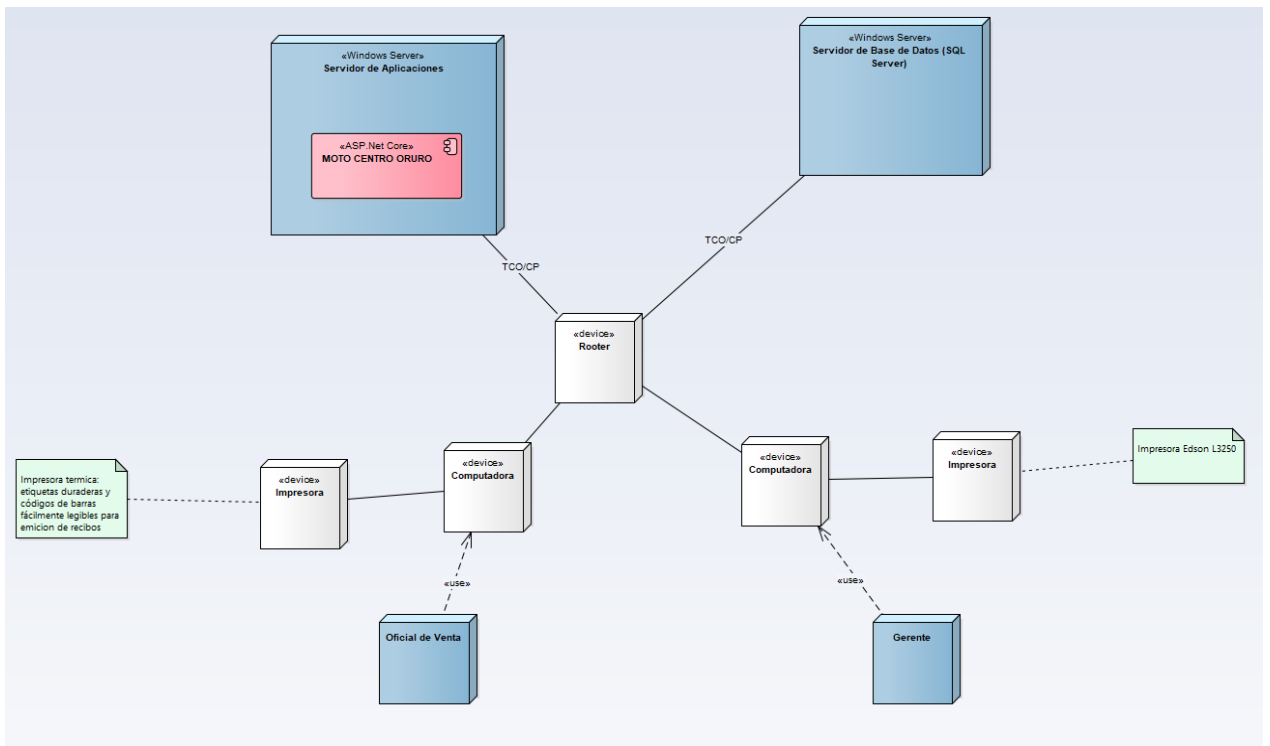 «Windows Server»
Servidor de Aplicaciones
«ASP.Net Core»
MOTO CENTRO ORURO
«Windows Server»
Servidor de Base de Datos (SQL
Server)
TCO/CP
TCO/CP
«device»
Rooter
Impresora termica:
etiquetas duraderas y
códigos de barras
fácilmente legibles para
emicion de recibos
«device»
Impresora
«device»
Computadora
«device»
Computadora
«device»
Impresora
Impresora Edson L3250
«use»
«use»
Oficial de Venta
Gerente